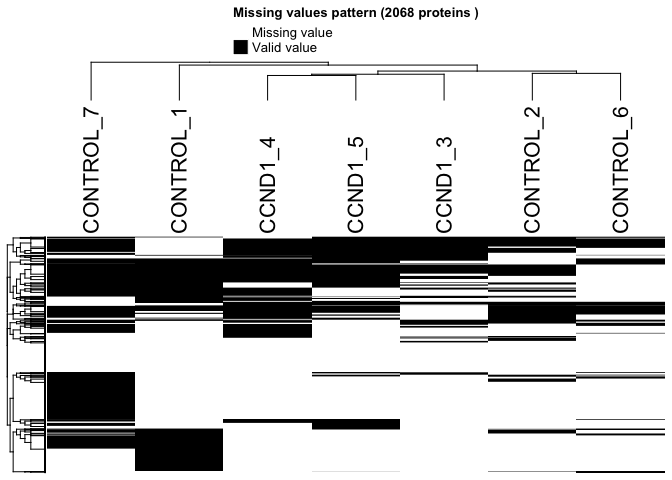 Missing values pattern (2068 proteins )
Missing value
Valid value
CONTROL_7
CONTROL_1
CCND1_4
CCND1_5
CCND1_3
CONTROL_2
CONTROL_6